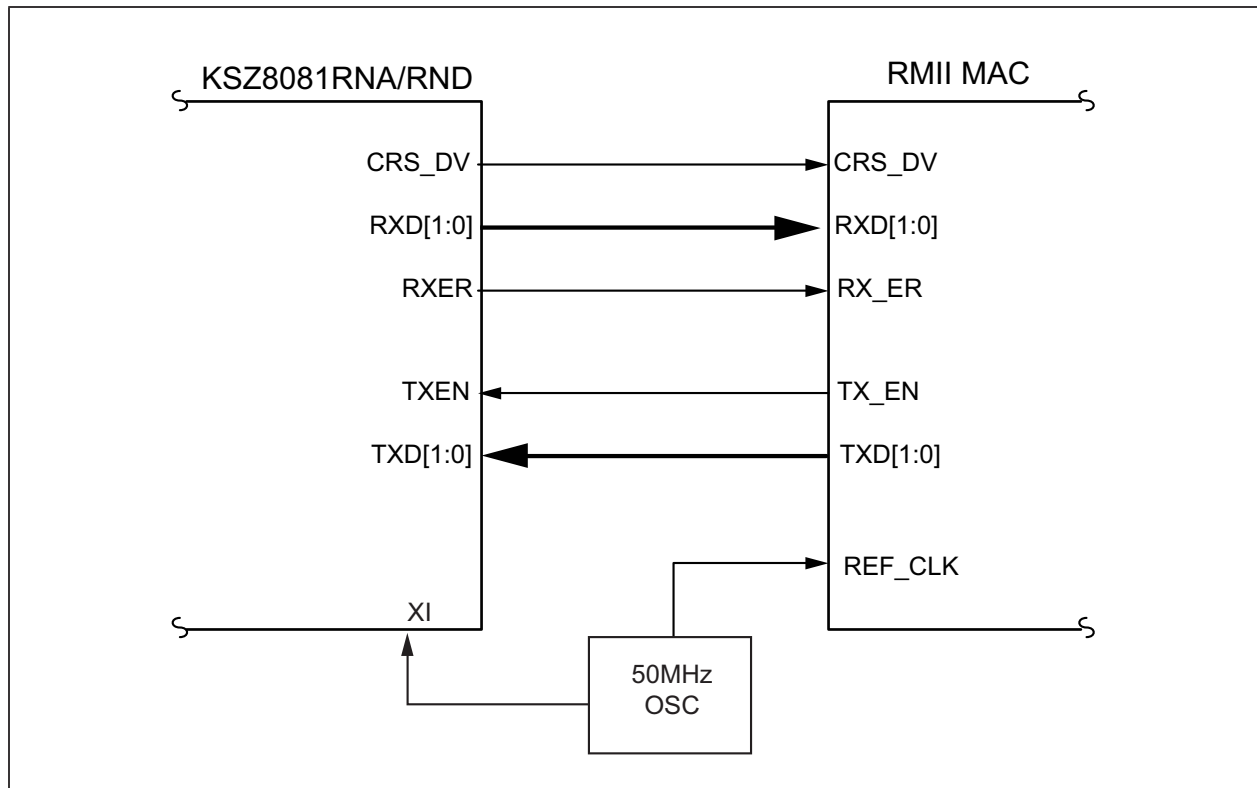 KSZ8081RNA/RND
RMII MAC
CRS_DV
CRS_DV
RXD[1:0]
RXD[1:0]
RXER
RX_ER
TXEN
TX_EN
TXD[1:0]
TXD[1:0]
REF_CLK
XI
50MHz
OSC